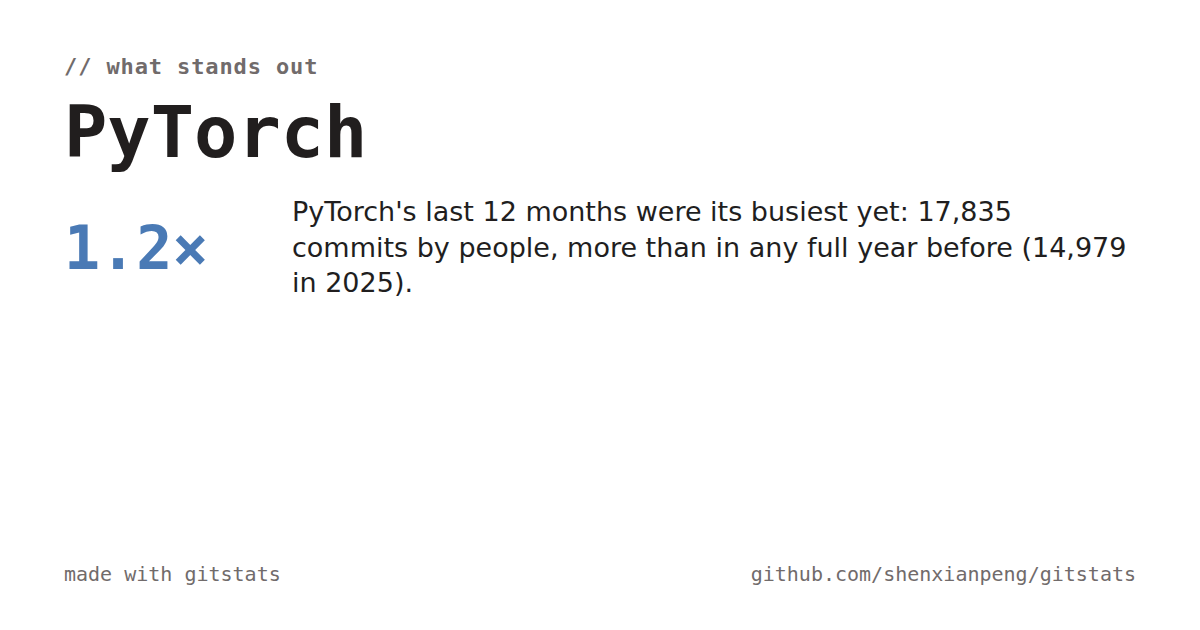 // what stands out
PyTorch
1.2×
PyTorch's last 12 months were its busiest yet: 17,835
commits by people, more than in any full year before (14,979
in 2025).
made with gitstats
github.com/shenxianpeng/gitstats